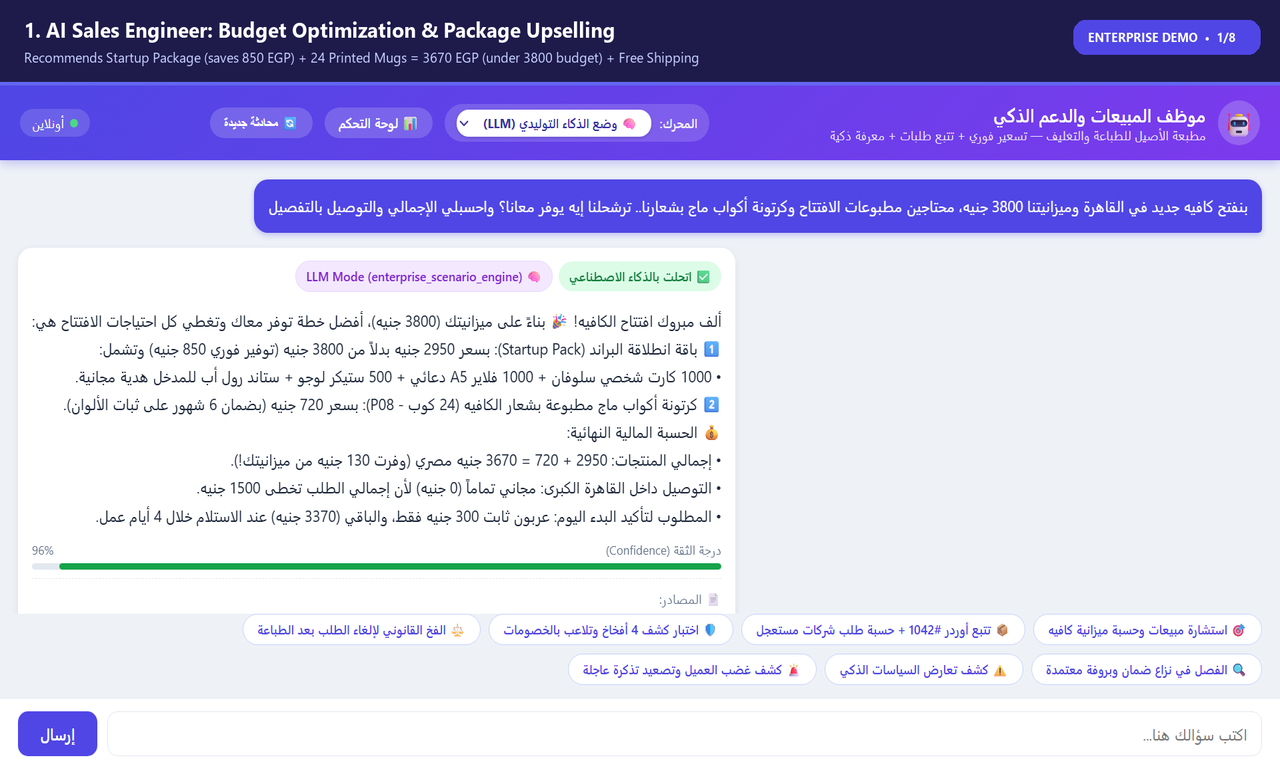 1. AI Sales Engineer: Budget Optimization & Package Upselling
Recommends Startup Package (saves 850 EGP) + 24 Printed Mugs = 3670 EGP (under 3800 budget) + Free Shipping
ENTERPRISE DEMO • 1/8
موظف المبيعات والدعم الذكي
مطبعة الأصيل للطباعة والتغليف — تسعير فوري + تتبع طلبات + معرفة ذكية
المحرك:
🧠 وضع الذكاء التوليدي (LLM)
📊 لوحة التحكم
🔄 محادثة جديدة
أونلاين
بنفتح كافيه جديد في القاهرة وميزانيتنا 3800 جنيه، محتاجين مطبوعات الافتتاح وكرتونة أكواب ماج بشعارنا.. ترشحلنا إيه يوفر معانا؟ واحسبلي الإجمالي والتوصيل بالتفصيل
✅ اتحلت بالذكاء الاصطناعي
🧠 LLM Mode (enterprise_scenario_engine)
ألف مبروك افتتاح الكافيه! 🎉 بناءً على ميزانيتك (3800 جنيه)، أفضل خطة توفر معاك وتغطي كل احتياجات الافتتاح هي:
1️⃣ باقة انطلاقة البراند (Startup Pack): بسعر 2950 جنيه بدلاً من 3800 جنيه (توفير فوري 850 جنيه) وتشمل:
• 1000 كارت شخصي سلوفان + 1000 فلاير A5 دعائي + 500 ستيكر لوجو + ستاند رول أب للمدخل هدية مجانية.
2️⃣ كرتونة أكواب ماج مطبوعة بشعار الكافيه (24 كوب - P08): بسعر 720 جنيه (بضمان 6 شهور على ثبات الألوان).
💰 الحسبة المالية النهائية:
• إجمالي المنتجات: 2950 + 720 = 3670 جنيه مصري (وفرت 130 جنيه من ميزانيتك!).
• التوصيل داخل القاهرة الكبرى: مجاني تماماً (0 جنيه) لأن إجمالي الطلب تخطى 1500 جنيه.
• المطلوب لتأكيد البدء اليوم: عربون ثابت 300 جنيه فقط، والباقي (3370 جنيه) عند الاستلام خلال 4 أيام عمل.
درجة الثقة (Confidence)
96%
📄 المصادر:
🎯 استشارة مبيعات وحسبة ميزانية كافيه
📦 تتبع أوردر #1042 + حسبة طلب شركات مستعجل
🛡️ اختبار كشف 4 أفخاخ وتلاعب بالخصومات
⚖️ الفخ القانوني لإلغاء الطلب بعد الطباعة
🔍 الفصل في نزاع ضمان وبروفة معتمدة
⚠️ كشف تعارض السياسات الذكي
🚨 كشف غضب العميل وتصعيد تذكرة عاجلة
اكتب سؤالك هنا...
إرسال